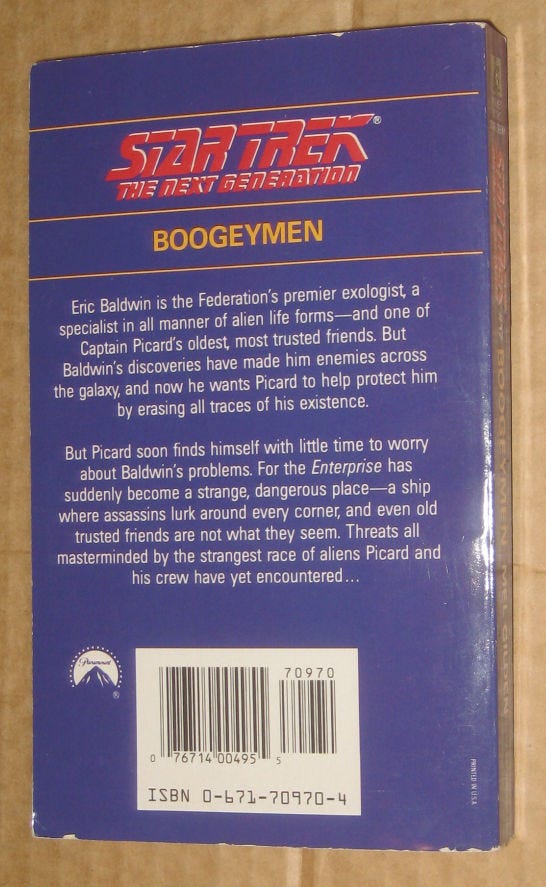 STAR TREK®
THE NEXT GENERATION
BOOGEYMEN
Eric Baldwin is the Federation's premier exologist, a
specialist in all manner of alien life forms—and one of
Captain Picard's oldest, most trusted friends. But
Baldwin's discoveries have made him enemies across
the galaxy, and now he wants Picard to help protect him
by erasing all traces of his existence.
But Picard soon finds himself with little time to worry
about Baldwin's problems. For the Enterprise has
suddenly become a strange, dangerous place—a ship
where assassins lurk around every corner, and even old
trusted friends are not what they seem. Threats all
masterminded by the strangest race of aliens Picard and
his crew have yet encountered...
Paramount
®
70970
0 76714 00495 5
ISBN 0-671-70970-4
PRINTED IN U.S.A.
BOOGEYMEN MEL GILDEN